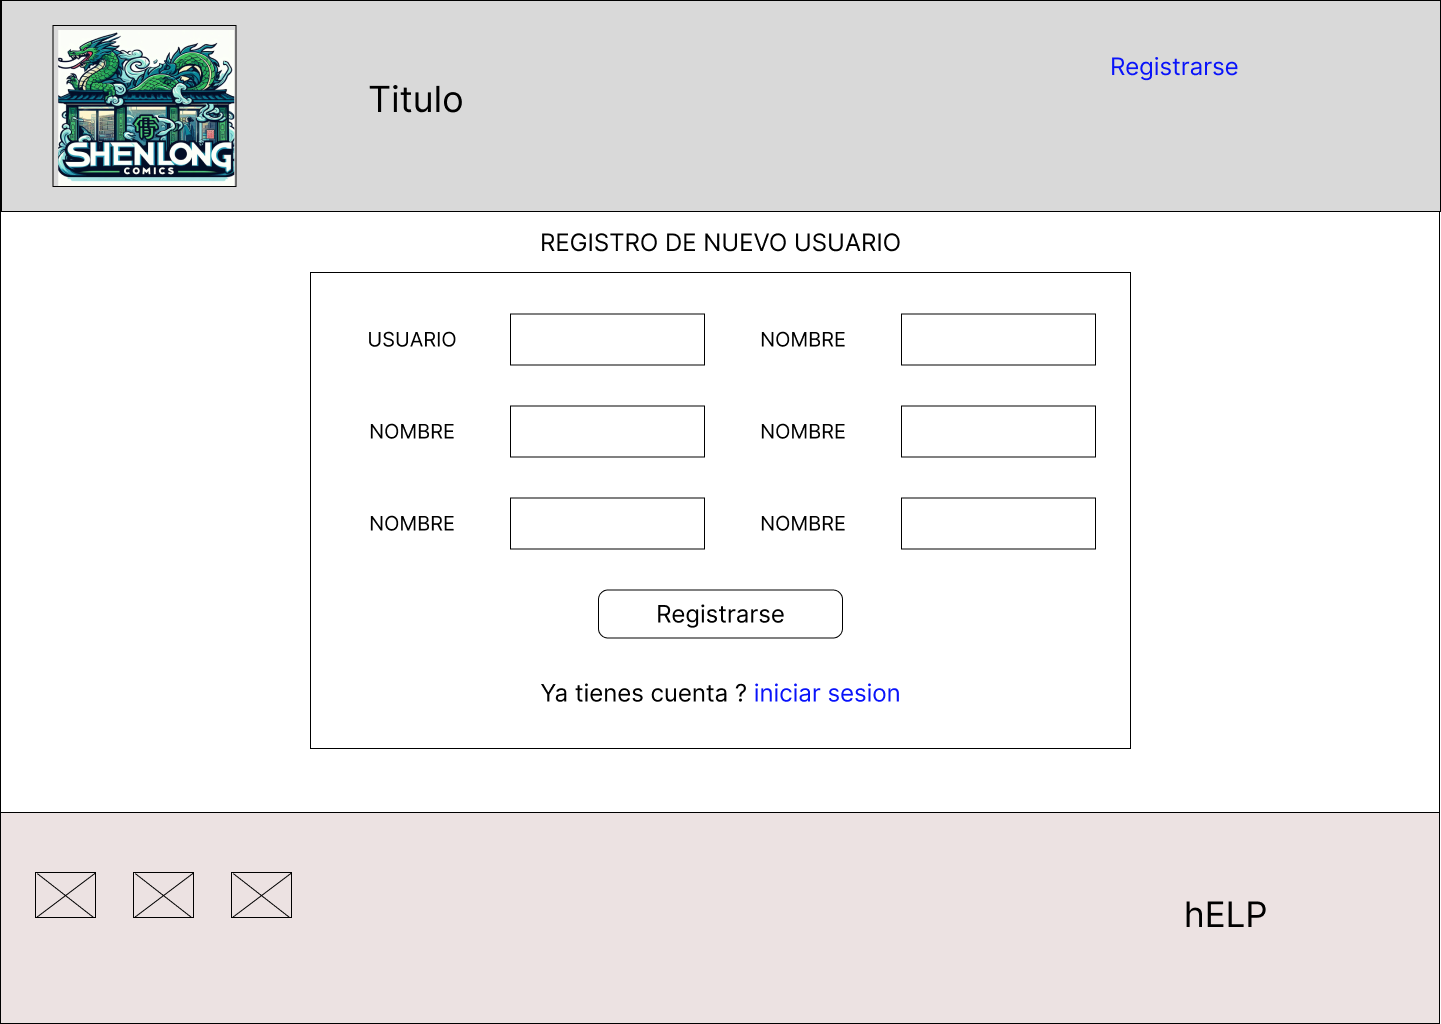 SHENLONG
COMICS
Titulo
Registrarse
REGISTRO DE NUEVO USUARIO
USUARIO
NOMBRE
NOMBRE
NOMBRE
NOMBRE
NOMBRE
Registrarse
Ya tienes cuenta ? iniciar sesion
hELP